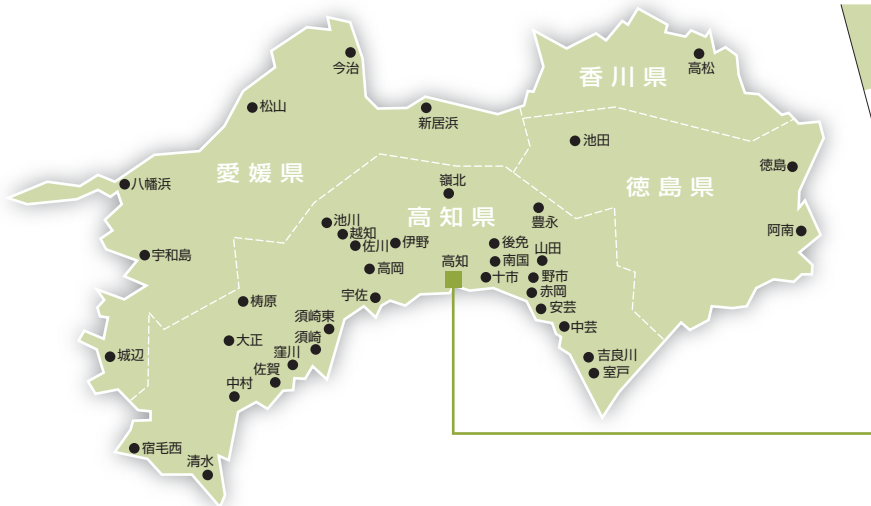 今治
香川県
高松
松山
新居浜
池田
徳島
愛媛県
八幡浜
嶺北
徳島県
高知県
豊永
池川
越知
阿南
佐川
伊野
後免
山田
宇和島
高知
南国
高岡
十市
野市
宇佐
赤岡
梼原
安芸
須崎東
中芸
大正
須崎
城辺
窪川
吉良川
佐賀
室戸
中村
宿毛西
清水